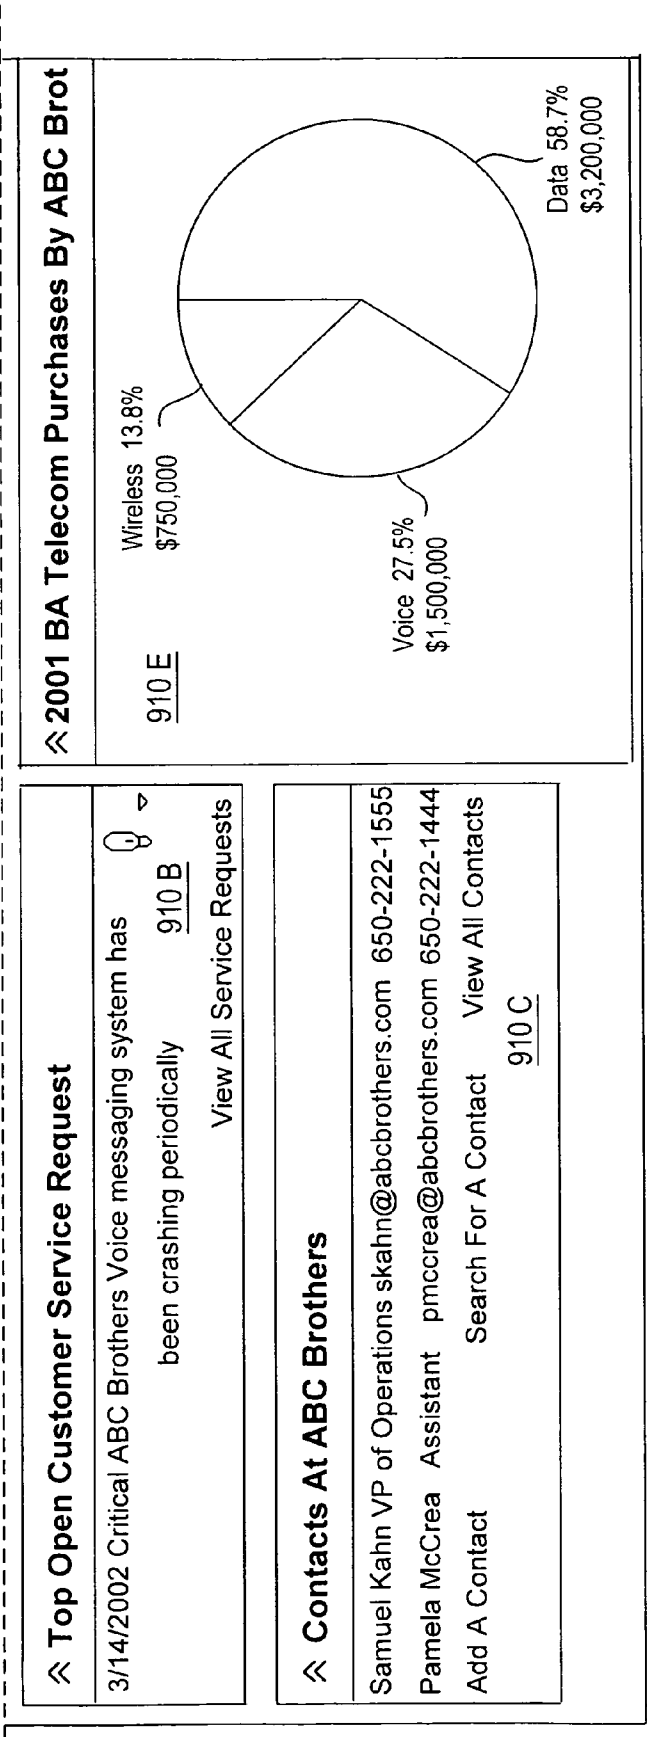 Top Open Customer Service Request
3/14/2002 Critical ABC Brothers Voice messaging system has
been crashing periodically
910 B
View All Service Requests
Contacts At ABC Brothers
Samuel Kahn VP of Operations skahn@abcbrothers.com 650-222-1555
Pamela McCrea Assistant pmccrea@abcbrothers.com 650-222-1444
Add A Contact Search For A Contact View All Contacts
910 C
2001 BA Telecom Purchases By ABC Brot
910 E
Wireless 13.8%
$750,000
Voice 27.5%
$1,500,000
Data 58.7%
$3,200,000